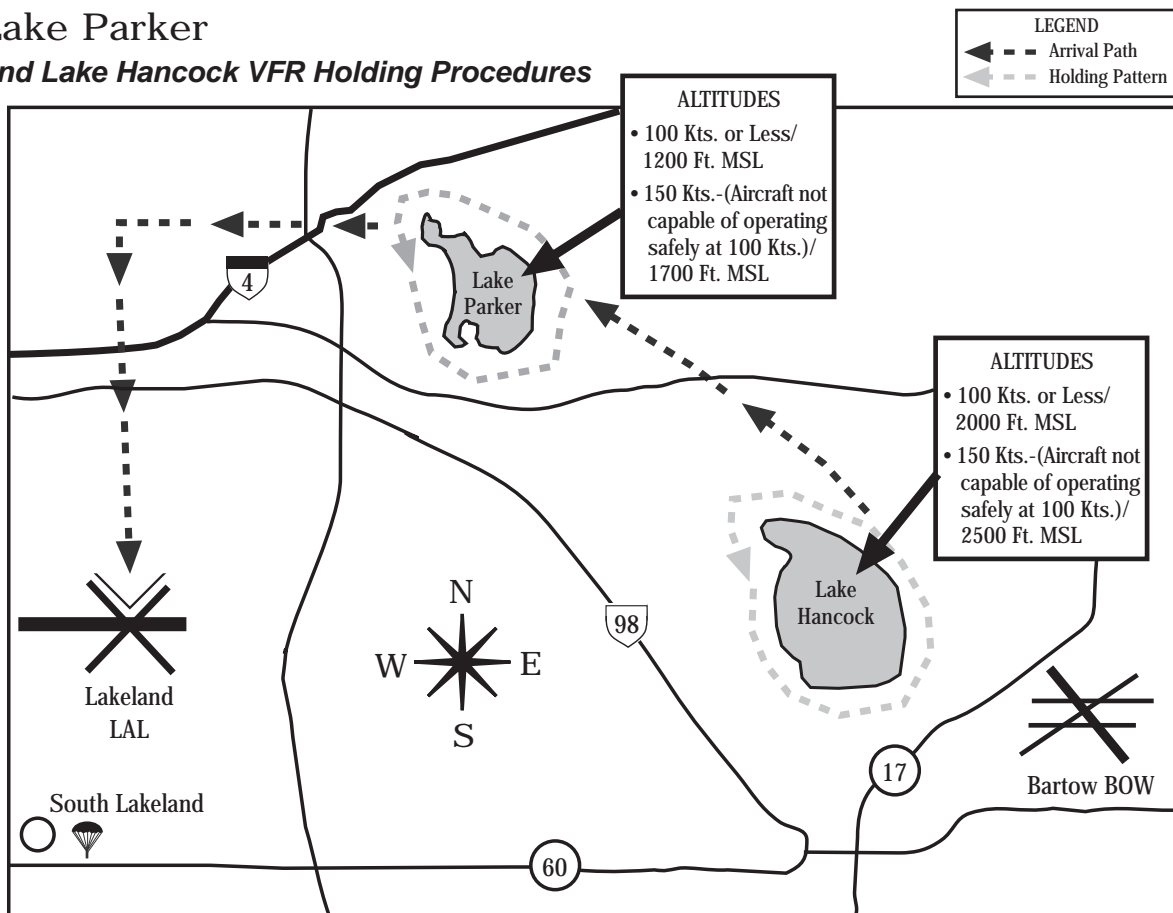 Lake Parker
nd Lake Hancock VFR Holding Procedures
LEGEND
Arrival Path
Holding Pattern
ALTITUDES
• 100 Kts. or Less/
1200 Ft. MSL
• 150 Kts.-(Aircraft not
capable of operating
safely at 100 Kts.)/
1700 Ft. MSL
4
Lake
Parker
ALTITUDES
• 100 Kts. or Less/
2000 Ft. MSL
• 150 Kts.-(Aircraft not
capable of operating
safely at 100 Kts.)/
2500 Ft. MSL
Lake
Hancock
N
W E
S
98
Lakeland
LAL
17
Bartow BOW
South Lakeland
60